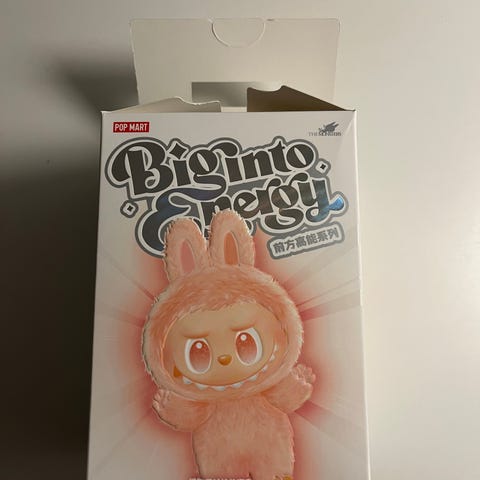 POP MART
THE MONSTERS
Big into
Energy
前方高能系列